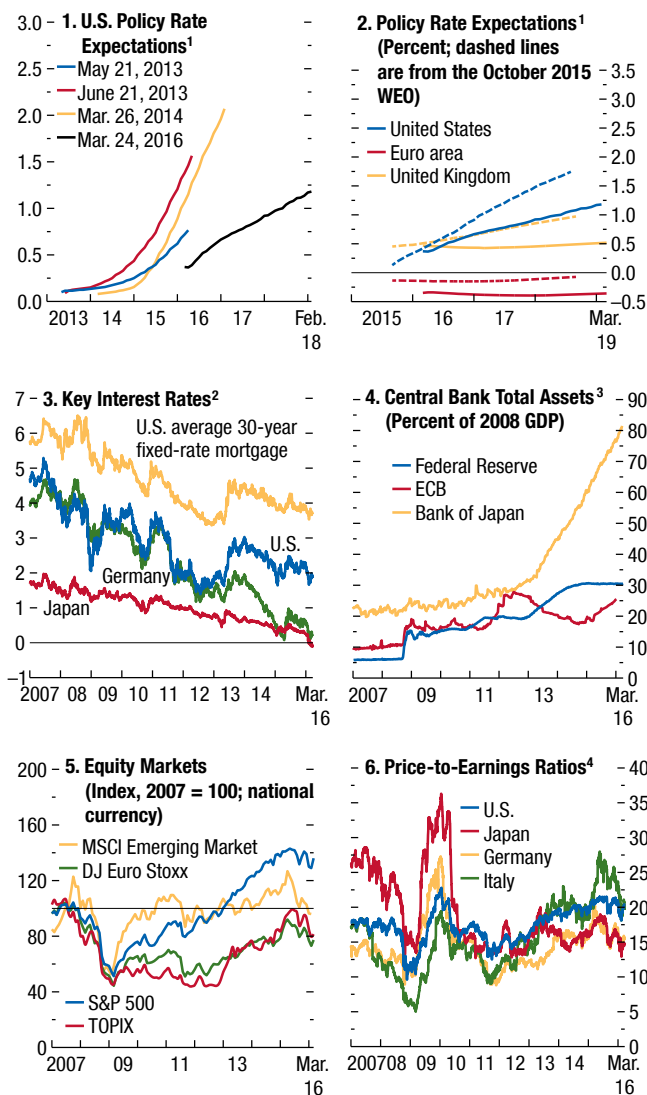 1. U.S. Policy Rate
Expectations¹
May 21, 2013
June 21, 2013
Mar. 26, 2014
Mar. 24, 2016
3.0
2.5
2.0
1.5
1.0
0.5
0.0
2013 14 15 16 17 Feb.
18
2. Policy Rate Expectations¹
(Percent; dashed lines
are from the October 2015
WEO)
United States
Euro area
United Kingdom
3.5
3.0
2.5
2.0
1.5
1.0
0.5
0.0
–0.5
2015 16 17 Mar.
19
3. Key Interest Rates²
U.S. average 30-year
fixed-rate mortgage
U.S.
Germany
Japan
7
6
5
4
3
2
1
0
–1
2007 08 09 10 11 12 13 14 Mar.
16
4. Central Bank Total Assets³
(Percent of 2008 GDP)
Federal Reserve
ECB
Bank of Japan
90
80
70
60
50
40
30
20
10
0
2007 09 11 13 Mar.
16
5. Equity Markets
(Index, 2007 = 100; national
currency)
MSCI Emerging Market
DJ Euro Stoxx
S&P 500
TOPIX
200
160
120
80
40
0
2007 09 11 13 Mar.
16
6. Price-to-Earnings Ratios⁴
U.S.
Japan
Germany
Italy
40
35
30
25
20
15
10
5
0
2007 08 09 10 11 12 13 14 Mar.
16